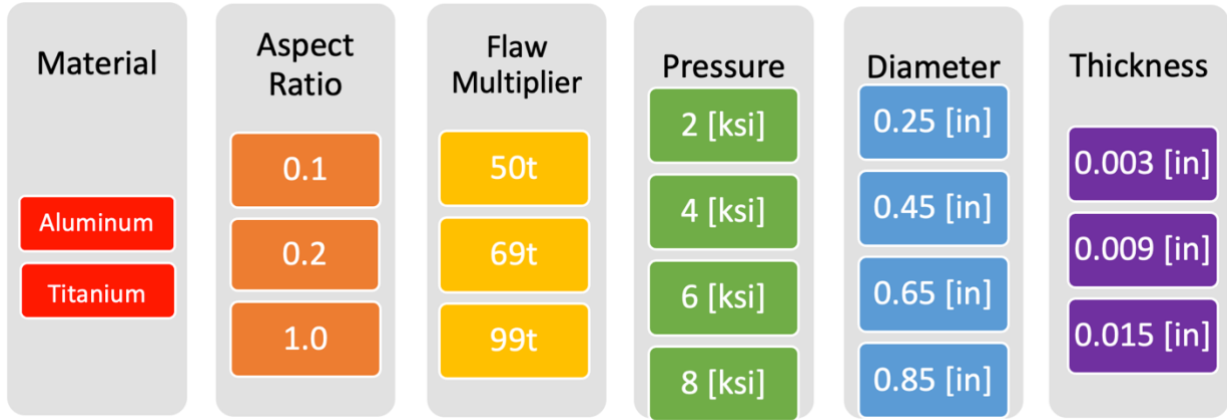 Material
Aluminum
Titanium
Aspect
Ratio
0.1
0.2
1.0
Flaw
Multiplier
50t
69t
99t
Pressure
2 [ksi]
4 [ksi]
6 [ksi]
8 [ksi]
Diameter
0.25 [in]
0.45 [in]
0.65 [in]
0.85 [in]
Thickness
0.003 [in]
0.009 [in]
0.015 [in]